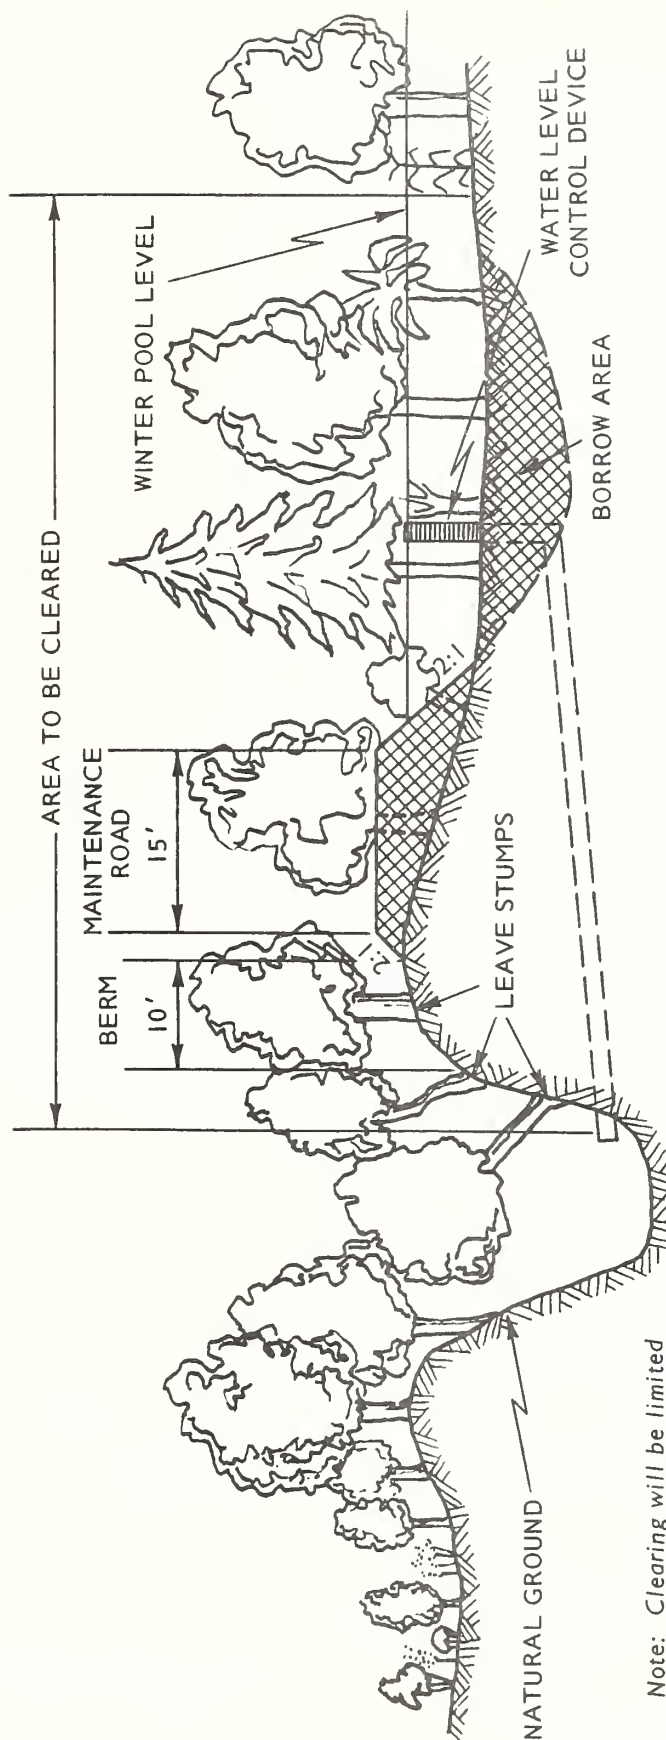 AREA TO BE CLEARED
MAINTENANCE
ROAD
15'
BERM
10'
WINTER POOL LEVEL
1:2
2:1
WATER LEVEL
CONTROL DEVICE
BORROW AREA
LEAVE STUMPS
NATURAL GROUND
Note: Clearing will be limited